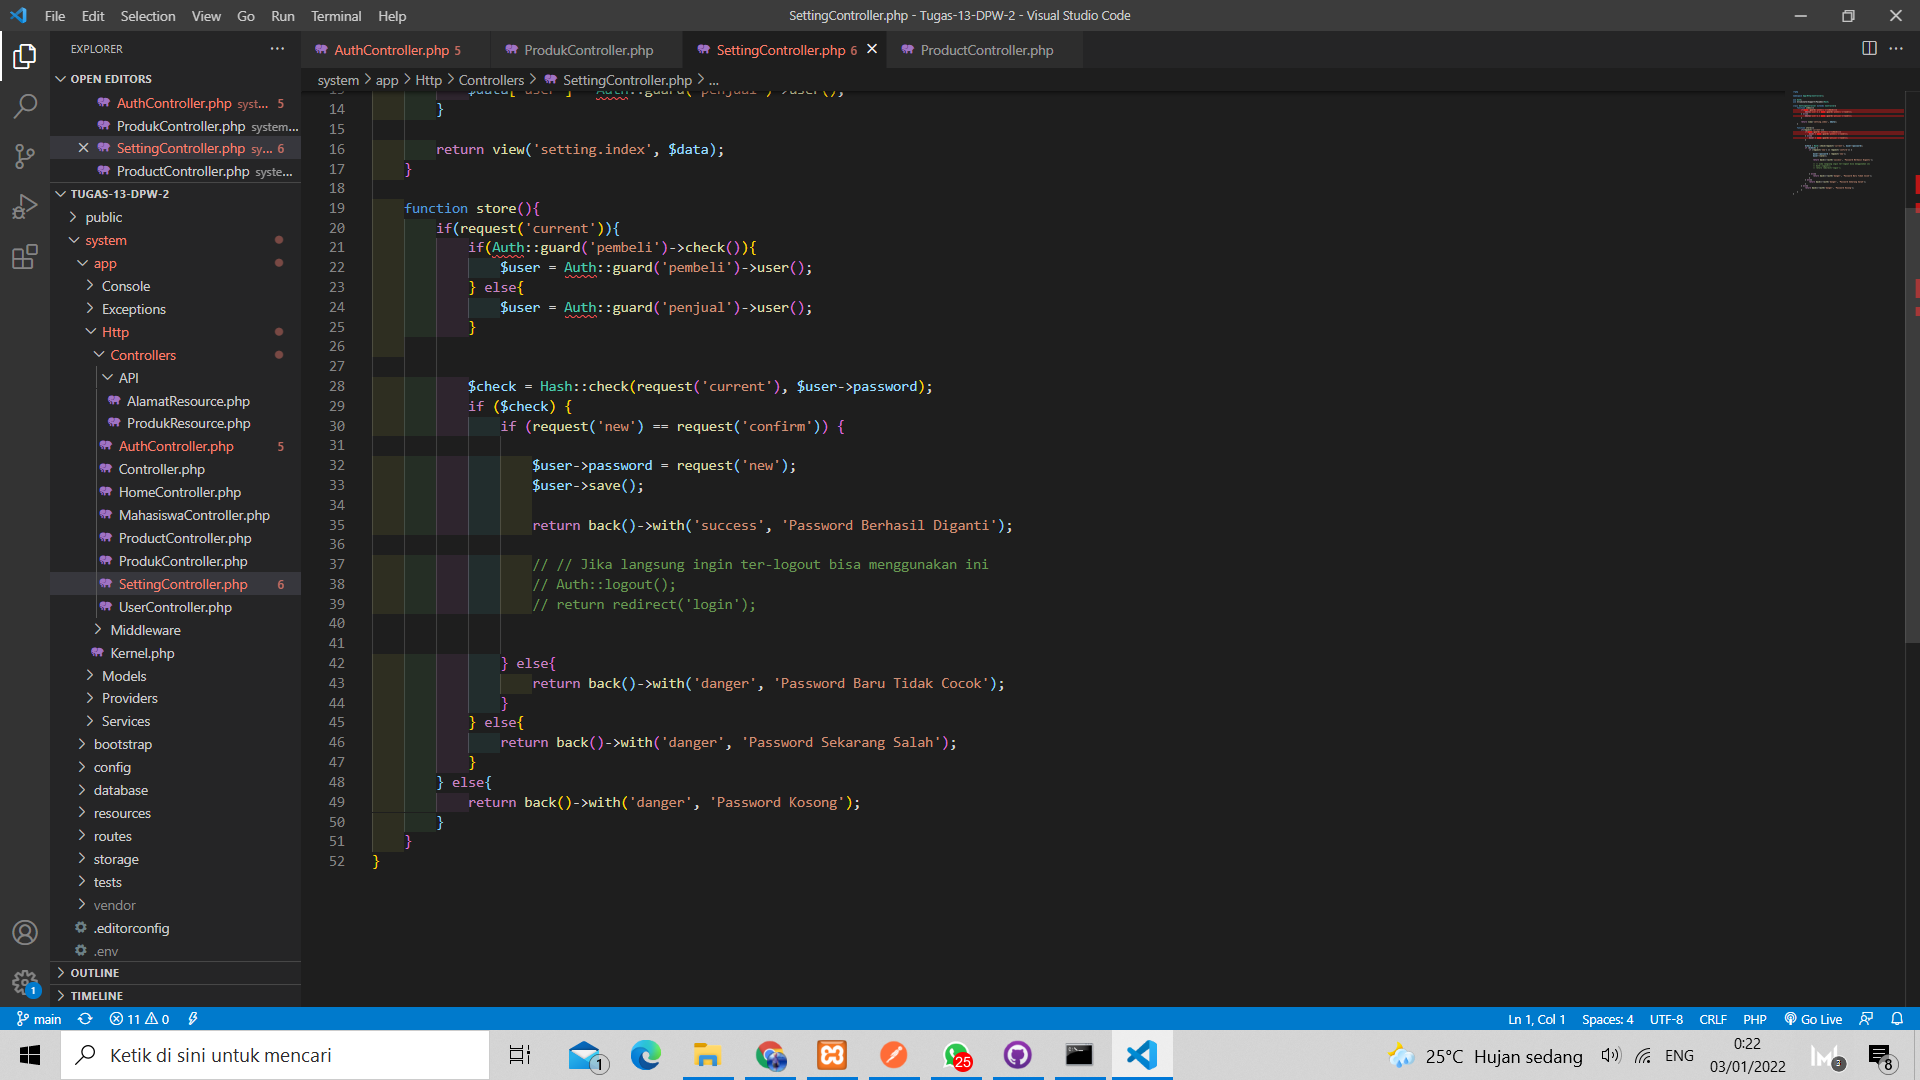 File Edit Selection View Go Run Terminal Help
SettingController.php - Tugas-13-DPW-2 - Visual Studio Code
EXPLORER
OPEN EDITORS
AuthController.php syst... 5
ProdukController.php system...
SettingController.php sy... 6
ProductController.php syste...
TUGAS-13-DPW-2
public
system
app
Console
Exceptions
Http
Controllers
API
AlamatResource.php
ProdukResource.php
AuthController.php 5
Controller.php
HomeController.php
MahasiswaController.php
ProductController.php
ProdukController.php
SettingController.php 6
UserController.php
Middleware
Kernel.php
Models
Providers
Services
bootstrap
config
database
resources
routes
storage
tests
vendor
.editorconfig
.env
OUTLINE
TIMELINE
AuthController.php 5
ProdukController.php
SettingController.php 6
ProductController.php
system > app > Http > Controllers > SettingController.php > ...
14 }
15
16 return view('setting.index', $data);
17 }
18
19 function store(){
20 if(request('current')){
21 if(Auth::guard('pembeli')->check()){
22 $user = Auth::guard('pembeli')->user();
23 } else{
24 $user = Auth::guard('penjual')->user();
25 }
26
27
28 $check = Hash::check(request('current'), $user->password);
29 if ($check) {
30 if (request('new') == request('confirm')) {
31
32 $user->password = request('new');
33 $user->save();
34
35 return back()->with('success', 'Password Berhasil Diganti');
36
37 // // Jika langsung ingin ter-logout bisa menggunakan ini
38 // Auth::logout();
39 // return redirect('login');
40
41
42 } else{
43 return back()->with('danger', 'Password Baru Tidak Cocok');
44 }
45 } else{
46 return back()->with('danger', 'Password Sekarang Salah');
47 }
48 } else{
49 return back()->with('danger', 'Password Kosong');
50 }
51 }
52 }
1
main 11 0
Ln 1, Col 1 Spaces: 4 UTF-8 CRLF PHP Go Live
Ketik di sini untuk mencari
1
25
25°C Hujan sedang
ENG
0:22
03/01/2022
3
8